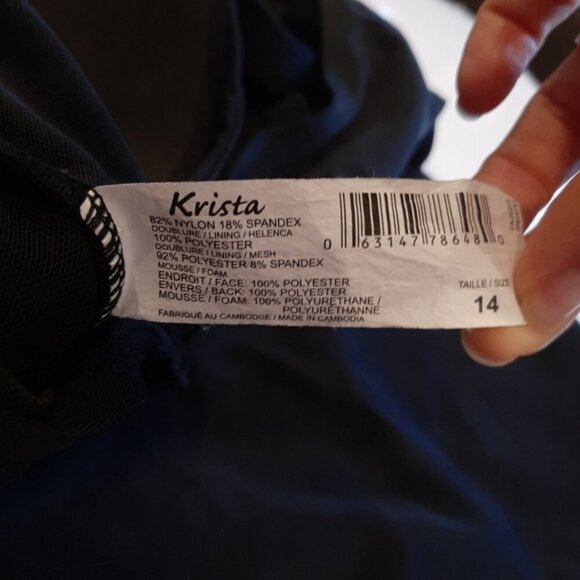 Krista
82% NYLON 18% SPANDEX
DOUBLURE / LINING / HELENCA
100% POLYESTER
DOUBLURE / LINING / MESH
92% POLYESTER 8% SPANDEX
MOUSSE / FOAM
ENDROIT / FACE: 100% POLYESTER
ENVERS / BACK: 100% POLYESTER
MOUSSE / FOAM: 100% POLYURETHANE /
POLYURÉTHANNE
FABRIQUÉ AU CAMBODGE / MADE IN CAMBODIA
0 63147 78648 0
TAILLE / SIZE
14